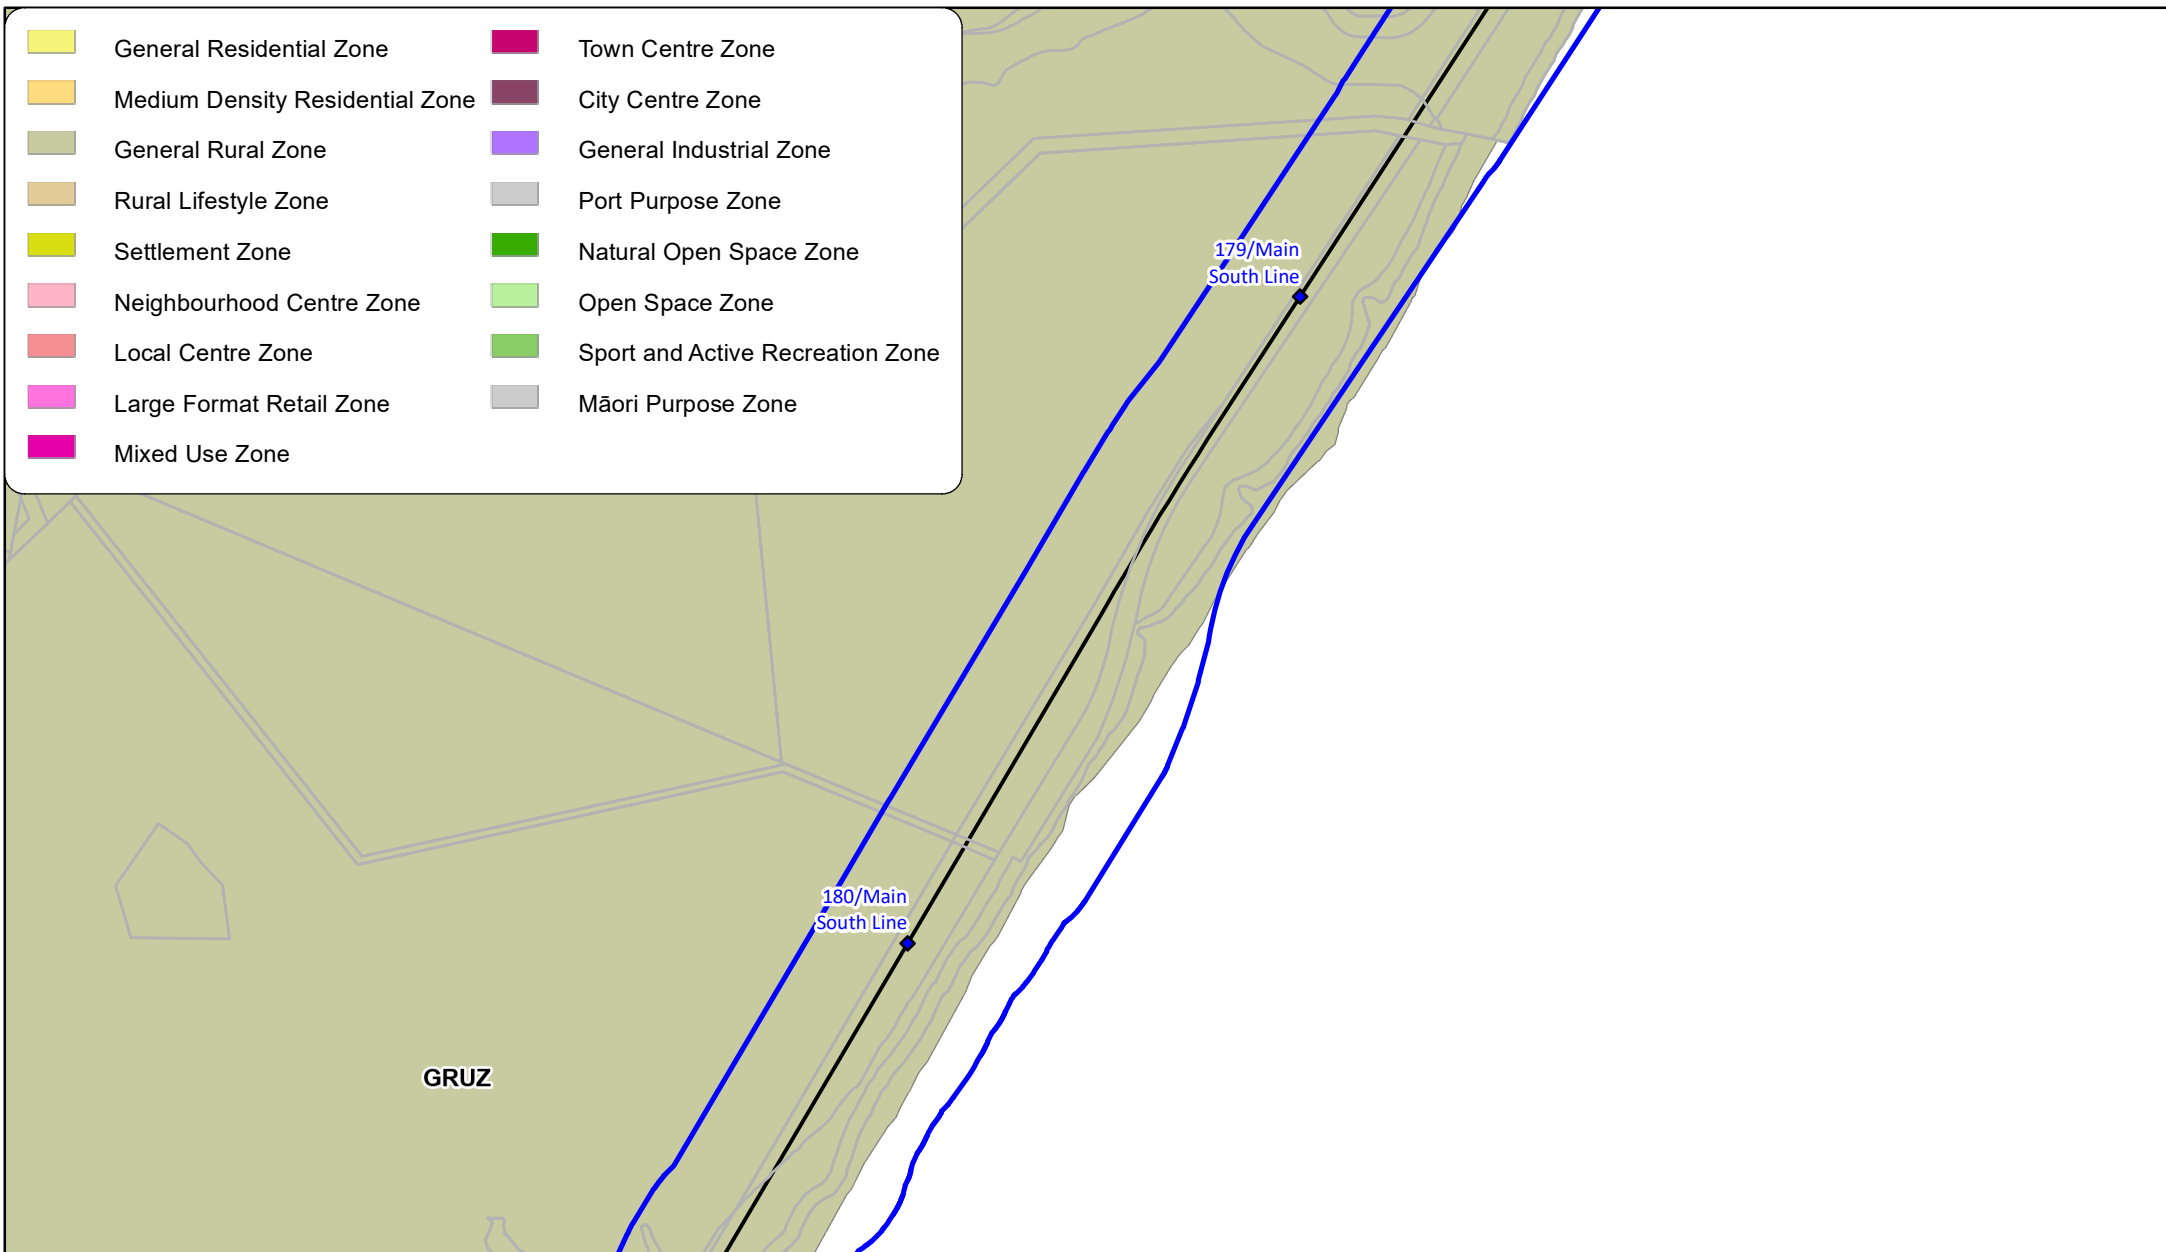 General Residential Zone
Medium Density Residential Zone
General Rural Zone
Rural Lifestyle Zone
Settlement Zone
Neighbourhood Centre Zone
Local Centre Zone
Large Format Retail Zone
Mixed Use Zone
Town Centre Zone
City Centre Zone
General Industrial Zone
Port Purpose Zone
Natural Open Space Zone
Open Space Zone
Sport and Active Recreation Zone
Māori Purpose Zone
179/Main
South Line
180/Main
South Line
GRUZ